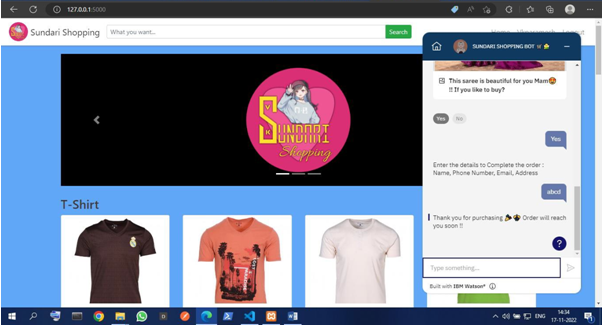 127.0.0.1:5000
Sundari Shopping
What you want...
Search
SUNDARI SHOPPING BOT
This saree is beautiful for you Mam😍
!! If you like to buy?
Yes
No
Yes
Enter the details to Complete the order :
Name, Phone Number, Email, Address
abcd
Thank you for purchasing
Order will reach
you soon !!
?
Type something...
Built with IBM Watson®
SUNDARI
Shopping
T-Shirt
ENG
14:34
17-11-2022